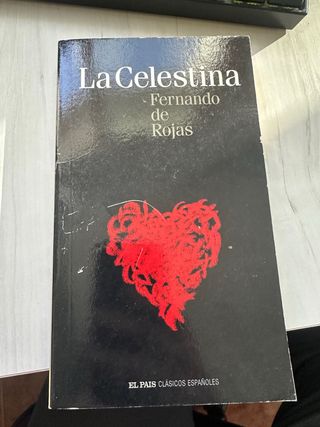 La Celestina
Fernando
de
Rojas
EL PAIS CLÁSICOS ESPAÑOLES